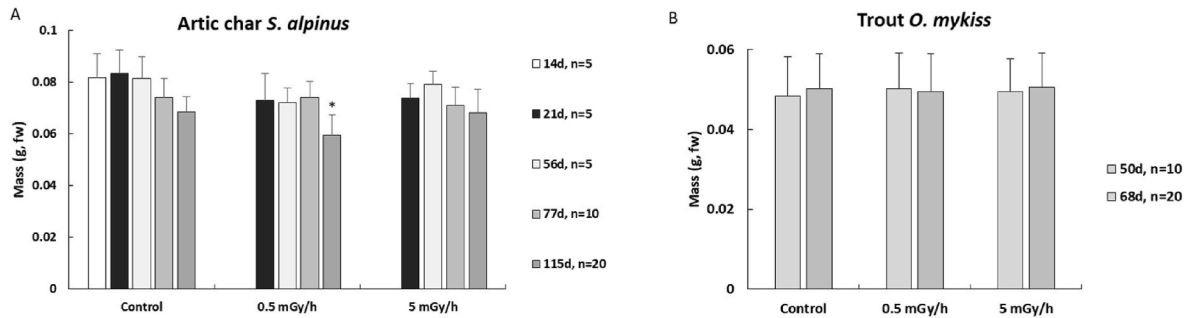 A
Artic char S. alpinus
0.1
0.08
0.06
0.04
0.02
0
Mass (g, fw)
*
Control
0.5 mGy/h
5 mGy/h
14d, n=5
21d, n=5
56d, n=5
77d, n=10
115d, n=20
B
Trout O. mykiss
0.06
0.04
0.02
0
Mass (g, fw)
Control
0.5 mGy/h
5 mGy/h
50d, n=10
68d, n=20